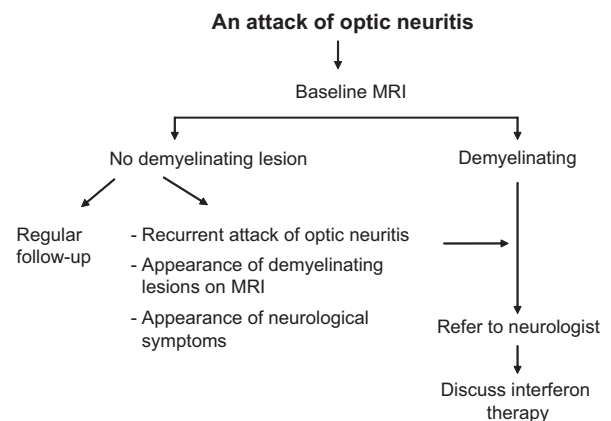 An attack of optic neuritis
Baseline MRI
No demyelinating lesion
Demyelinating
Regular
follow-up
- Recurrent attack of optic neuritis
- Appearance of demyelinating
lesions on MRI
- Appearance of neurological
symptoms
Refer to neurologist
Discuss interferon
therapy